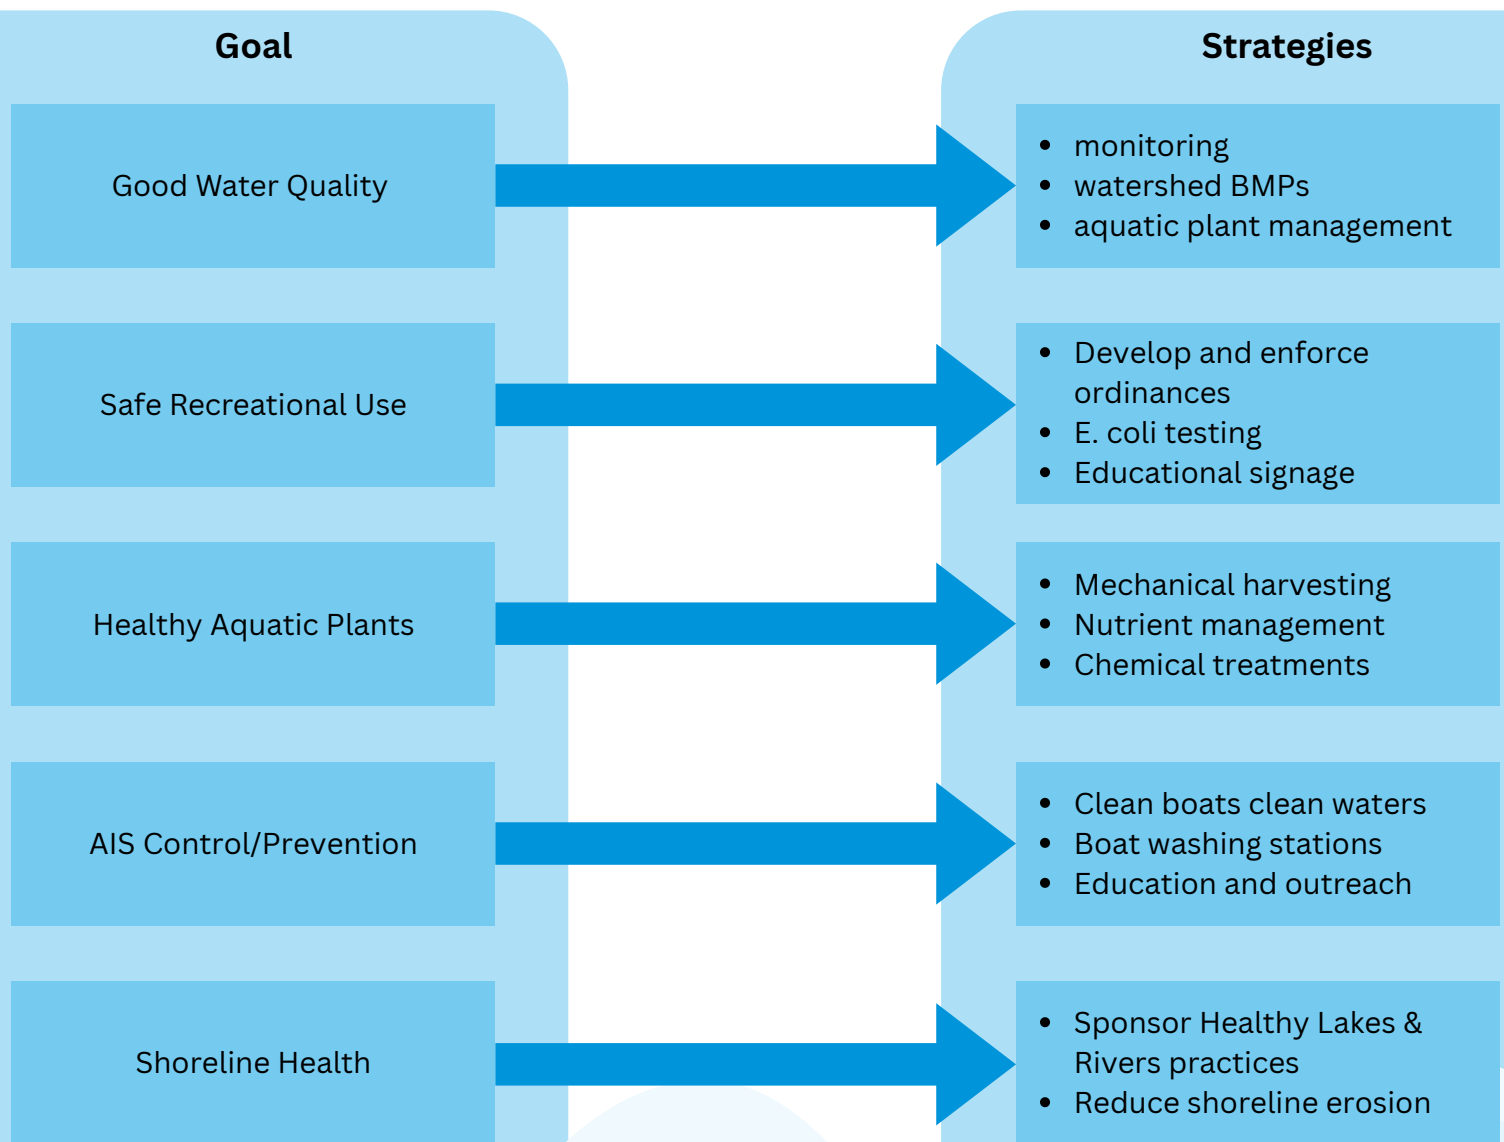 Goal
Strategies
Good Water Quality
• monitoring
• watershed BMPs
• aquatic plant management
Safe Recreational Use
• Develop and enforce
ordinances
• E. coli testing
• Educational signage
Healthy Aquatic Plants
• Mechanical harvesting
• Nutrient management
• Chemical treatments
AIS Control/Prevention
• Clean boats clean waters
• Boat washing stations
• Education and outreach
Shoreline Health
• Sponsor Healthy Lakes &
Rivers practices
• Reduce shoreline erosion